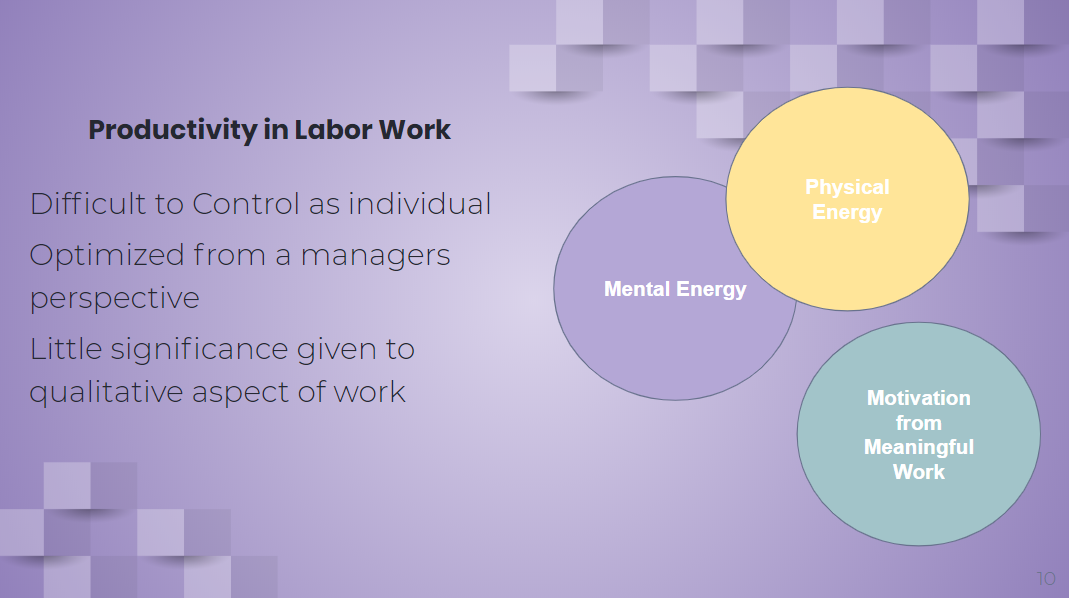 Productivity in Labor Work
Difficult to Control as individual
Optimized from a managers
perspective
Little significance given to
qualitative aspect of work
Physical
Energy
Mental Energy
Motivation
from
Meaningful
Work
10